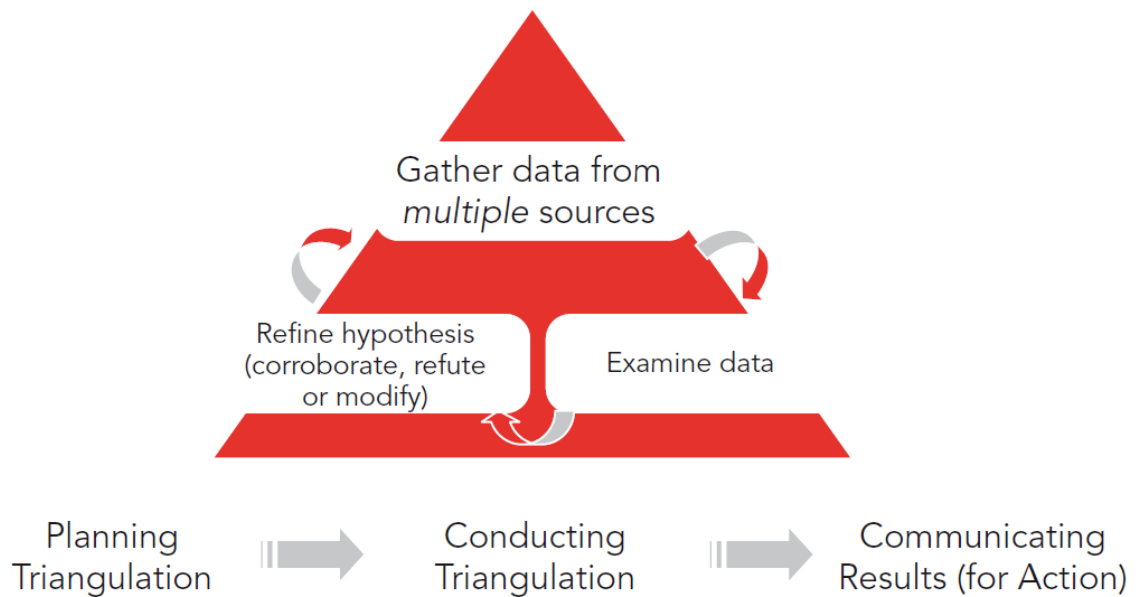 Gather data from
multiple sources
Refine hypothesis
(corroborate, refute
or modify)
Examine data
Planning
Triangulation
Conducting
Triangulation
Communicating
Results (for Action)